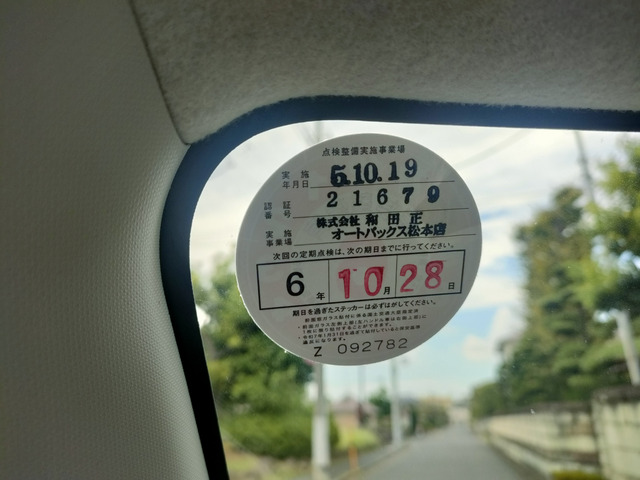 点検整備実施事業場
実施年月日 5.10.19
認証番号 21679
株式会社 和田正
実施事業場 オートバックス松本店
次回の定期点検は、次の期日までに行ってください。
6年 10月 28日
期日を過ぎたステッカーは必ずはがしてください。
Z 092782